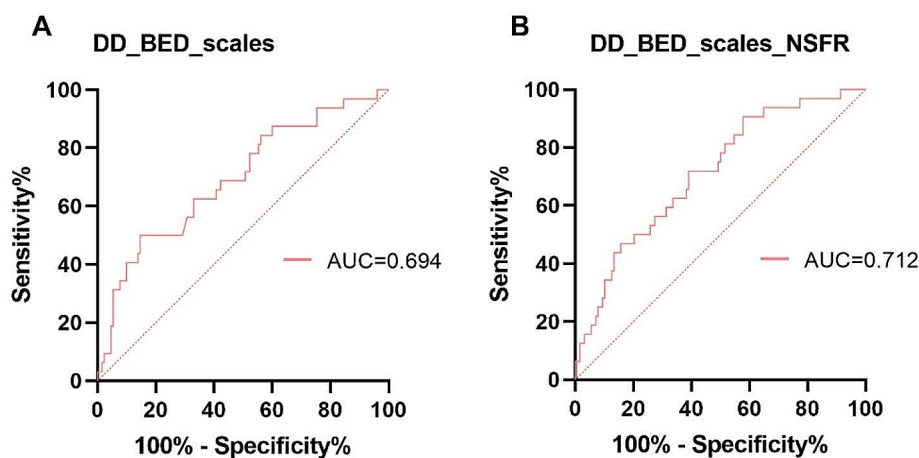 A
DD_BED_scales
Sensitivity%
100
80
60
40
20
0
AUC=0.694
0 20 40 60 80 100
100% - Specificity%
B
DD_BED_scales_NSFR
Sensitivity%
100
80
60
40
20
0
AUC=0.712
0 20 40 60 80 100
100% - Specificity%